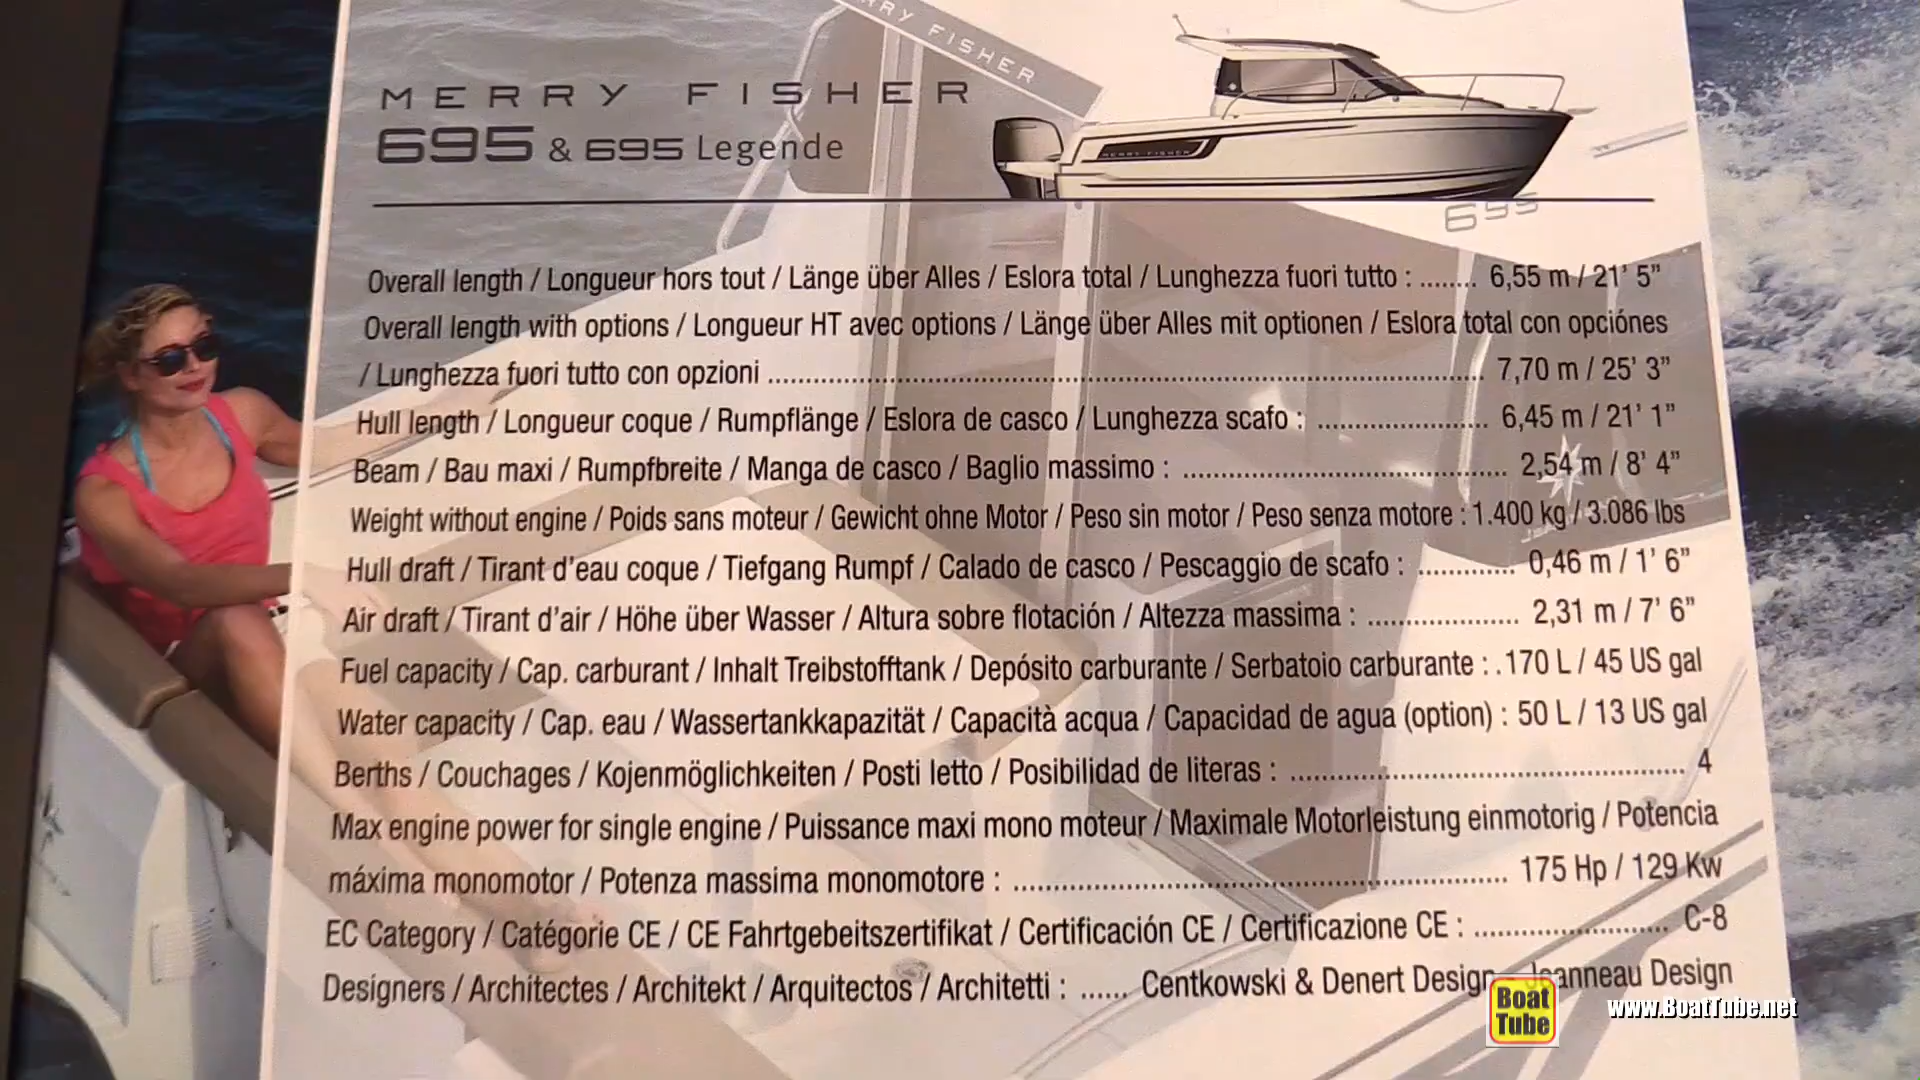 RRY FISHER
MERRY FISHER
695 & 695 Legende
MERRY FISHER
695
Overall length / Longueur hors tout / Länge über Alles / Eslora total / Lunghezza fuori tutto : ........ 6,55 m / 21' 5"
Overall length with options / Longueur HT avec options / Länge über Alles mit optionen / Eslora total con opciónes
/ Lunghezza fuori tutto con opzioni ........................................................................ 7,70 m / 25' 3"
Hull length / Longueur coque / Rumpflänge / Eslora de casco / Lunghezza scafo : ........................ 6,45 m / 21' 1"
Beam / Bau maxi / Rumpfbreite / Manga de casco / Baglio massimo : ............................................. 2,54 m / 8' 4"
Weight without engine / Poids sans moteur / Gewicht ohne Motor / Peso sin motor / Peso senza motore : 1.400 kg / 3.086 lbs
Hull draft / Tirant d'eau coque / Tiefgang Rumpf / Calado de casco / Pescaggio de scafo : ............. 0,46 m / 1' 6"
Air draft / Tirant d'air / Höhe über Wasser / Altura sobre flotación / Altezza massima : ..................... 2,31 m / 7' 6"
Fuel capacity / Cap. carburant / Inhalt Treibstofftank / Depósito carburante / Serbatoio carburante : . 170 L / 45 US gal
Water capacity / Cap. eau / Wassertankkapazität / Capacità acqua / Capacidad de agua (option) : 50 L / 13 US gal
Berths / Couchages / Kojenmöglichkeiten / Posti letto / Posibilidad de literas : ....................................................... 4
Max engine power for single engine / Puissance maxi mono moteur / Maximale Motorleistung einmotorig / Potencia
máxima monomotor / Potenza massima monomotore : .................................................................... 175 Hp / 129 Kw
EC Category / Catégorie CE / CE Fahrtgebeitszertifikat / Certificación CE / Certificazione CE : ........................... C-8
Designers / Architectes / Architekt / Arquitectos / Architetti : ...... Centkowski & Denert Design - Jeanneau Design
Boat
Tube
www.BoatTube.net